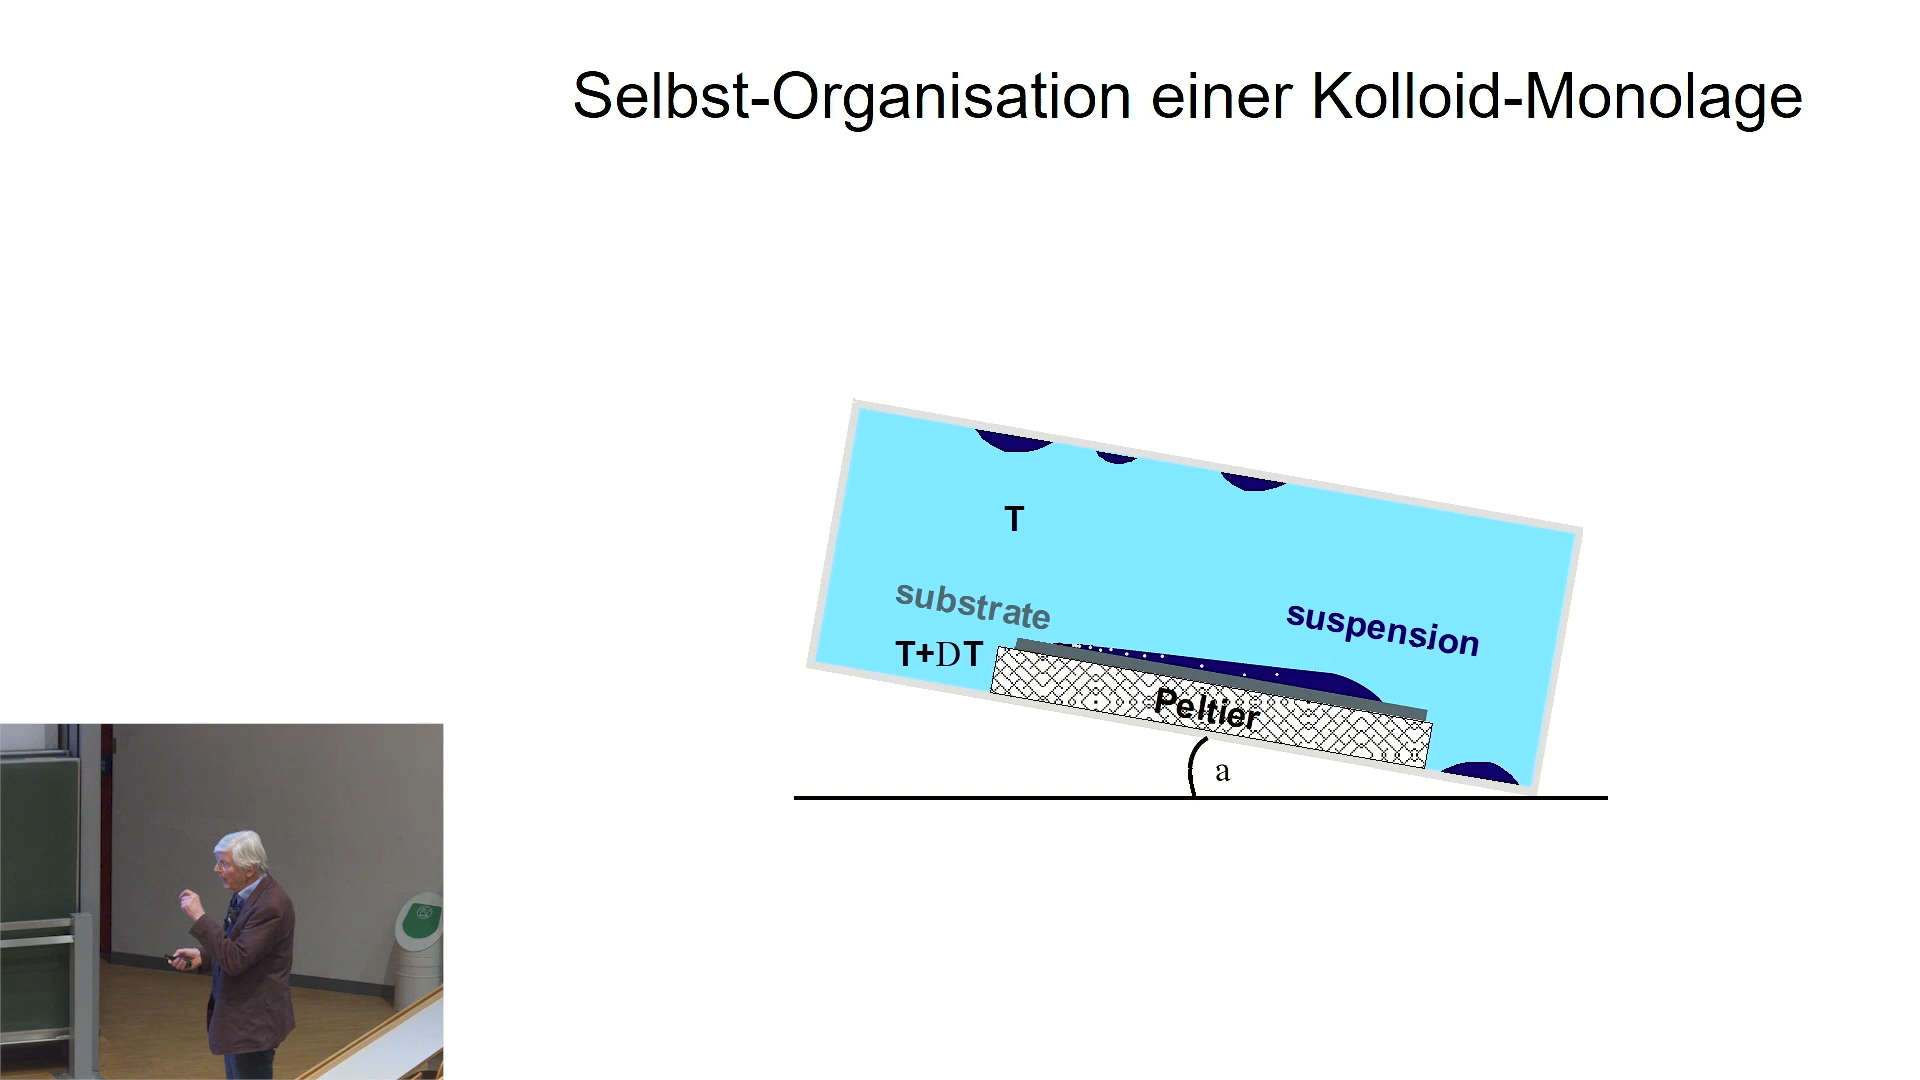 Selbst-Organisation einer Kolloid-Monolage
T
substrate
suspension
T+DT
Peltier
a